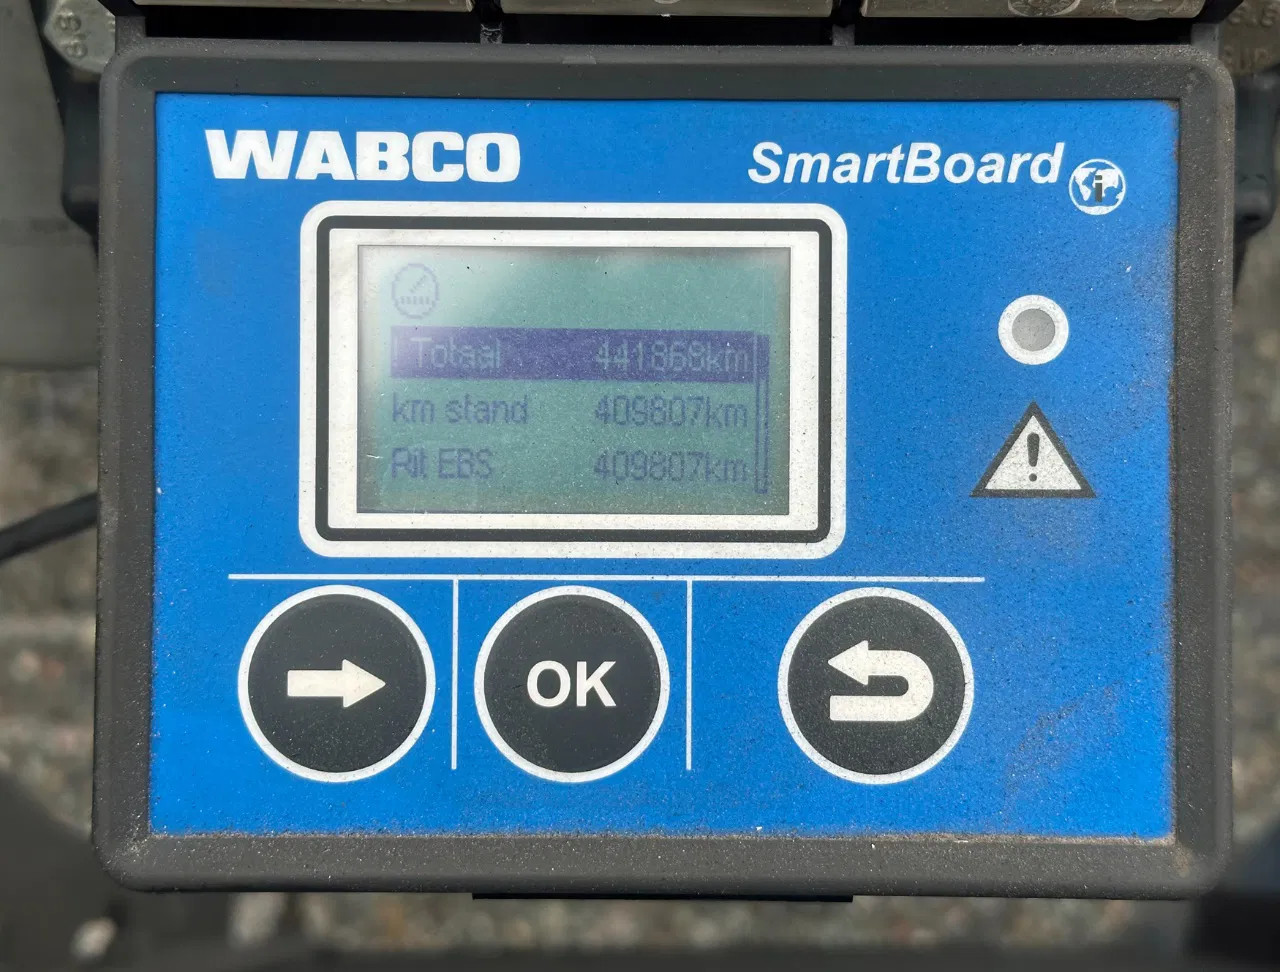 WABCO
SmartBoard
i
Totaal 441868km
km stand 409807km
Rit EBS 409807km
OK